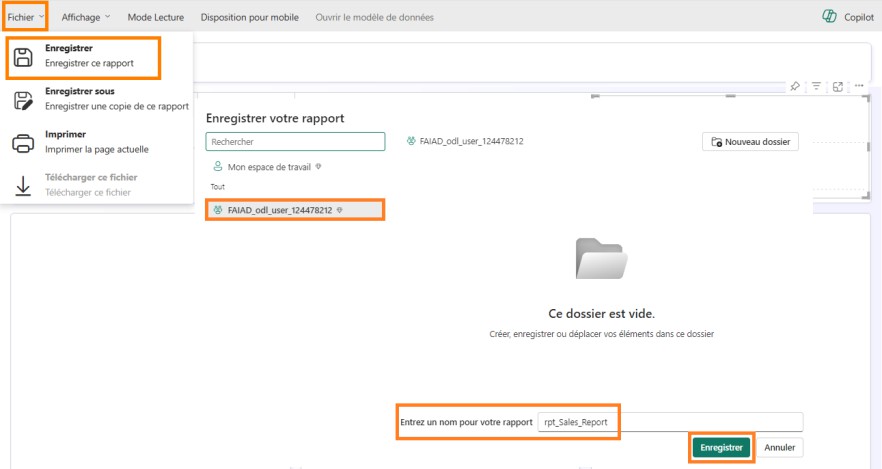 Fichier
Affichage
Mode Lecture
Disposition pour mobile
Ouvrir le modèle de données
Copilot
Enregistrer
Enregistrer ce rapport
Enregistrer sous
Enregistrer une copie de ce rapport
Imprimer
Imprimer la page actuelle
Télécharger ce fichier
Télécharger ce fichier
Enregistrer votre rapport
Rechercher
FAIAD_odl_user_124478212
Nouveau dossier
Mon espace de travail
Tout
FAIAD_odl_user_124478212
Ce dossier est vide.
Créer, enregistrer ou déplacer vos éléments dans ce dossier
Entrez un nom pour votre rapport
rpt_Sales_Report
Enregistrer
Annuler